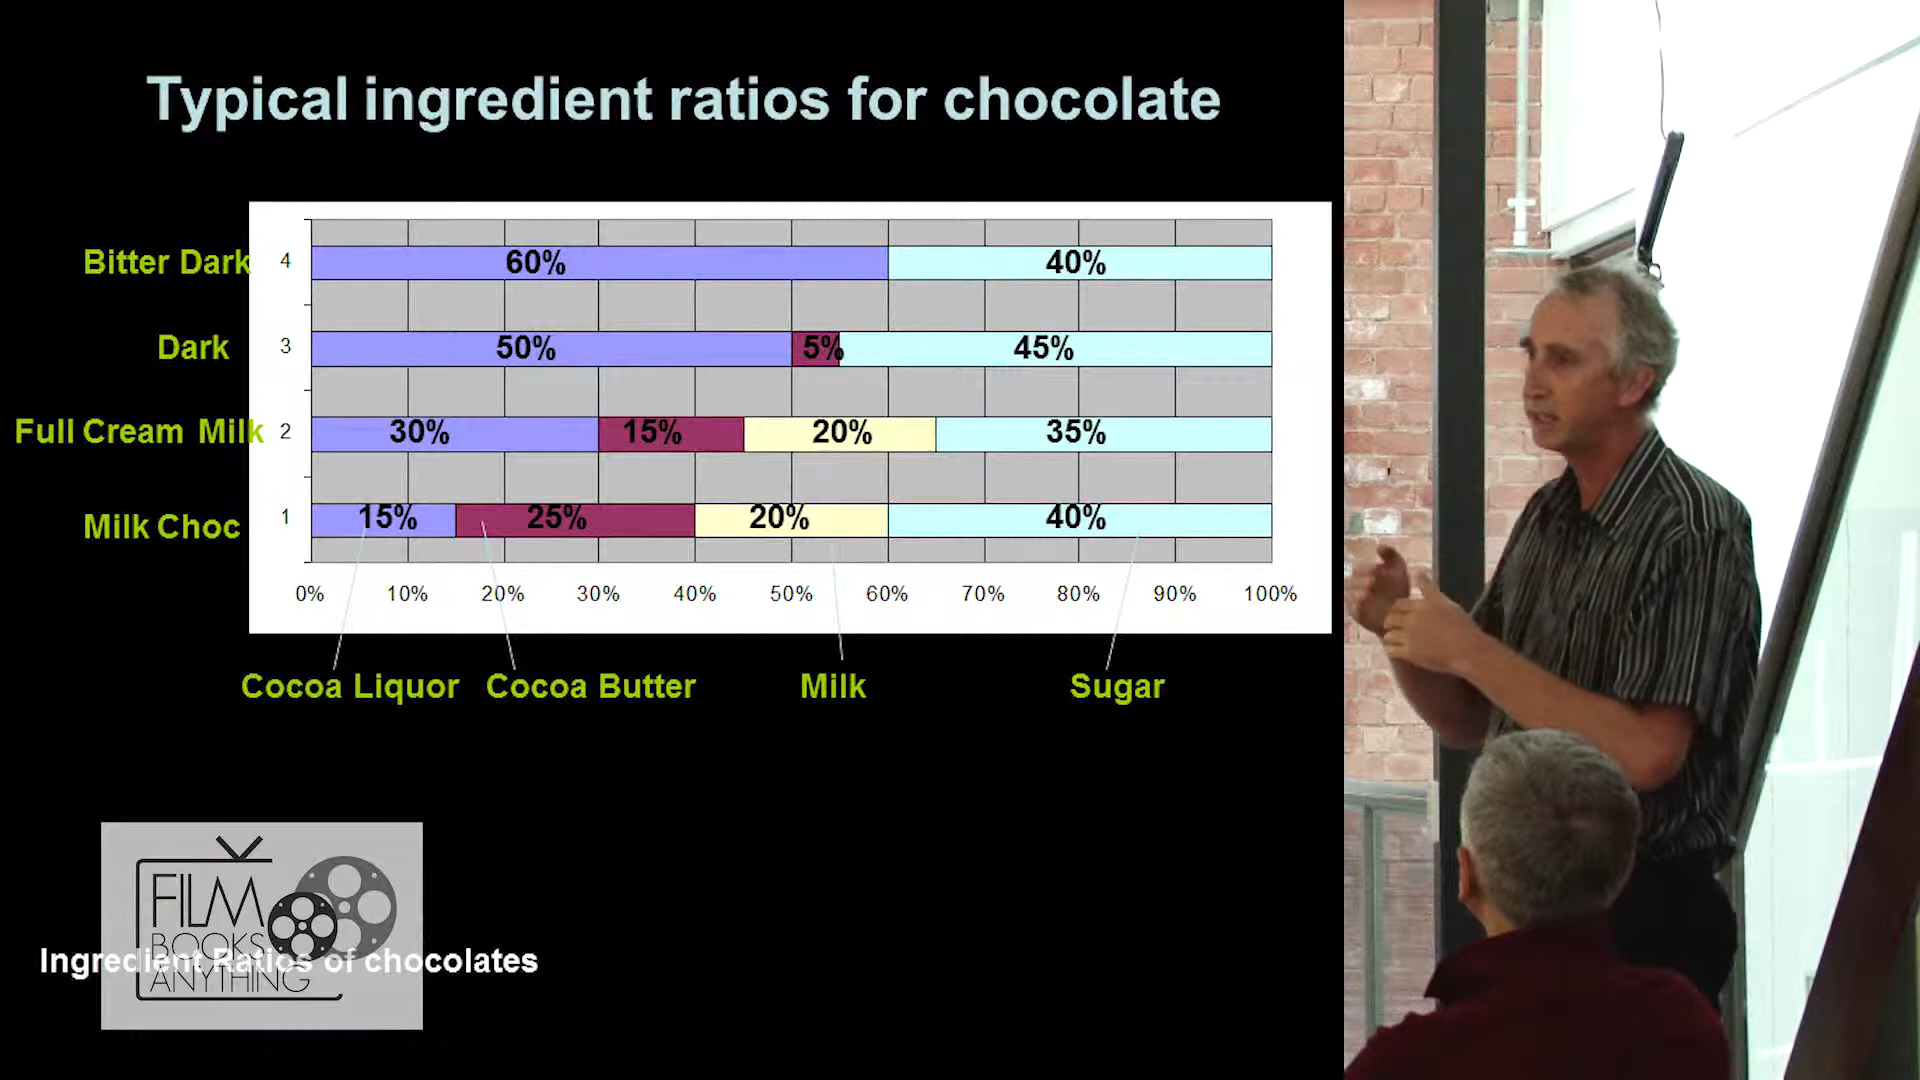 Typical ingredient ratios for chocolate
Bitter Dark 4 60% 40%
Dark 3 50% 5% 45%
Full Cream Milk 2 30% 15% 20% 35%
Milk Choc 1 15% 25% 20% 40%
0% 10% 20% 30% 40% 50% 60% 70% 80% 90% 100%
Cocoa Liquor Cocoa Butter Milk Sugar
FILM
BOOKS
ANYTHING
Ingredient Ratios of chocolates